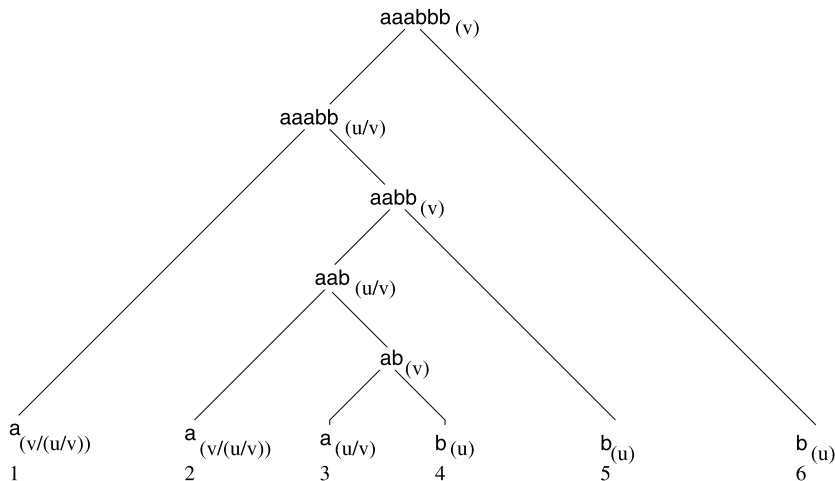 aaabbb (v)
aaabb (u/v)
aabb (v)
aab (u/v)
ab (v)
a (v/(u/v)) a (v/(u/v)) a (u/v) b (u) b (u) b (u)
1 2 3 4 5 6